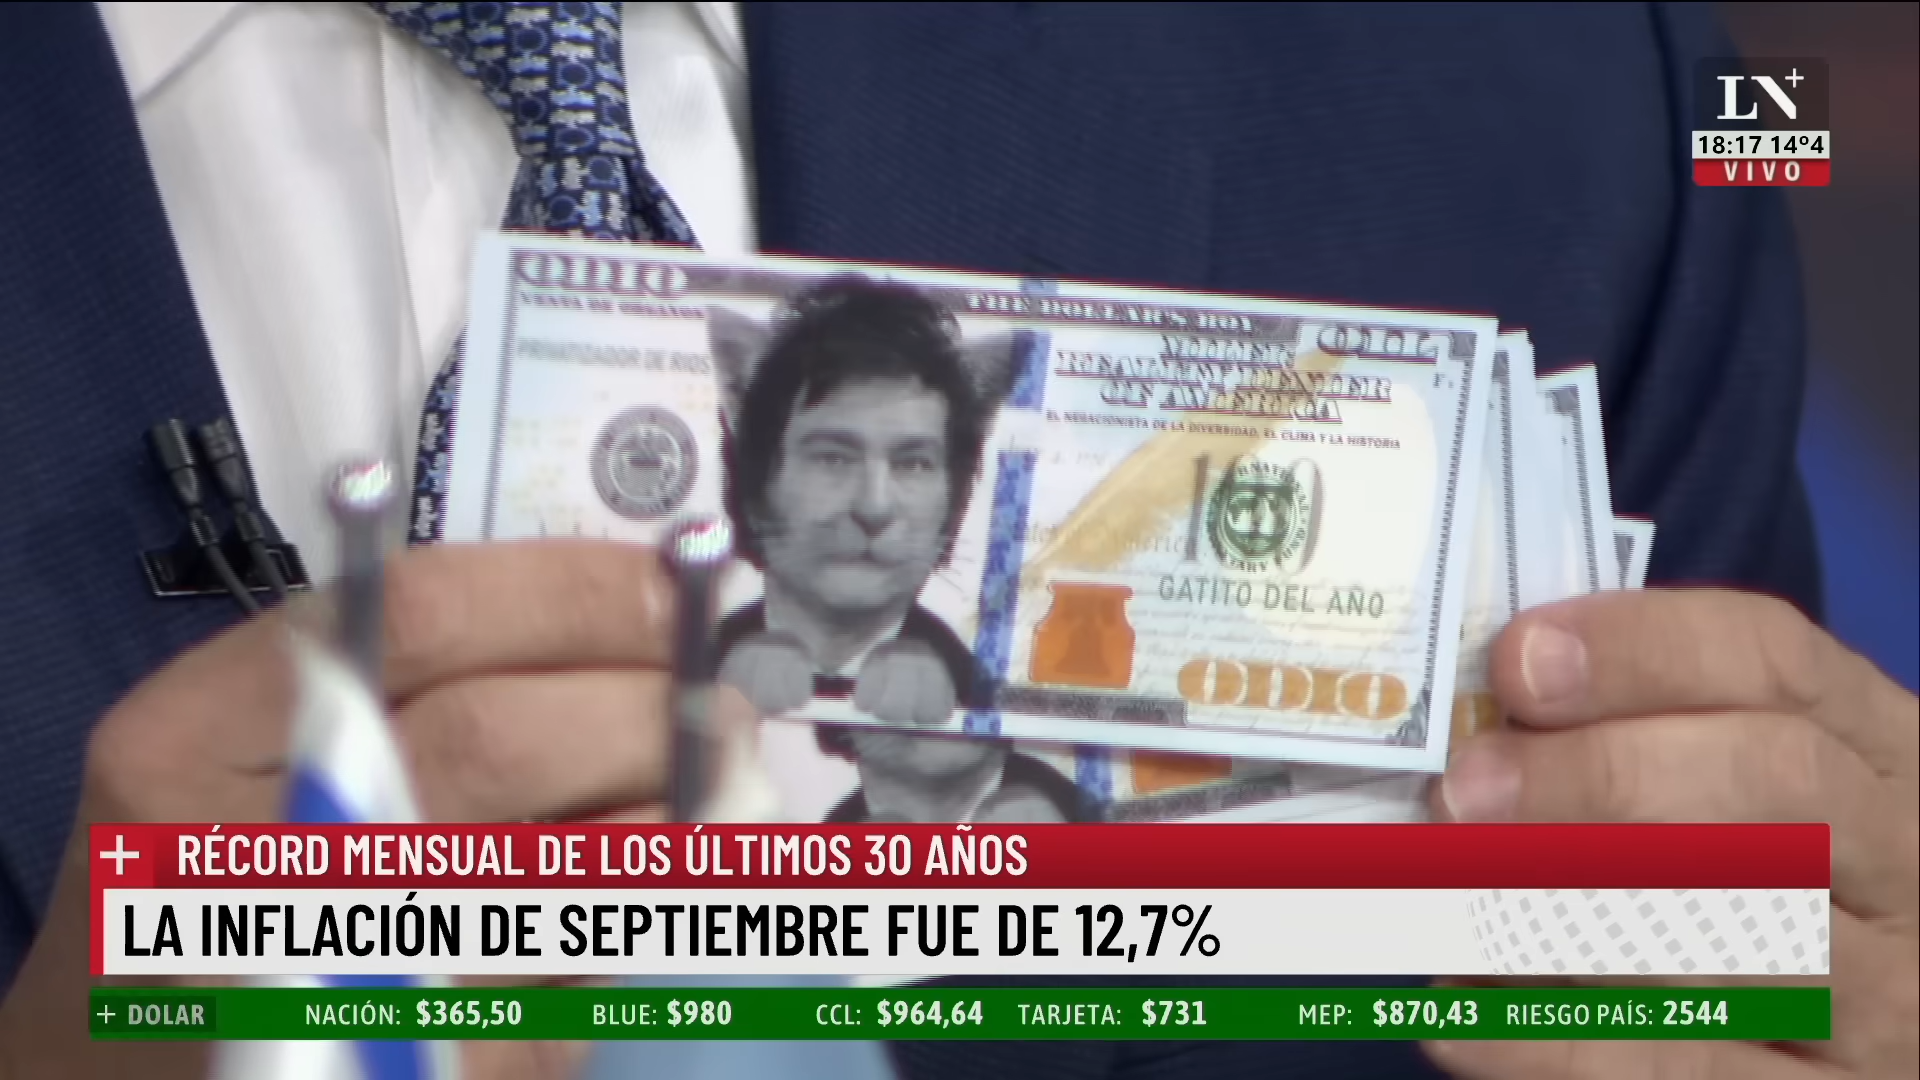 LN+
18:17 14º4
VIVO
ODIO
VENTA DE ORGANOS
PRIVATIZADOR DE RIOS
THE DOLLAR'S BOY
ODIO
OF AMERICA
EL NEGACIONISTA DE LA DIVERSIDAD, EL CLIMA Y LA HISTORIA
100
GATITO DEL AÑO
ODIO
+ RÉCORD MENSUAL DE LOS ÚLTIMOS 30 AÑOS
LA INFLACIÓN DE SEPTIEMBRE FUE DE 12,7%
+ DOLAR NACIÓN: $365,50 BLUE: $980 CCL: $964,64 TARJETA: $731 MEP: $870,43 RIESGO PAÍS: 2544